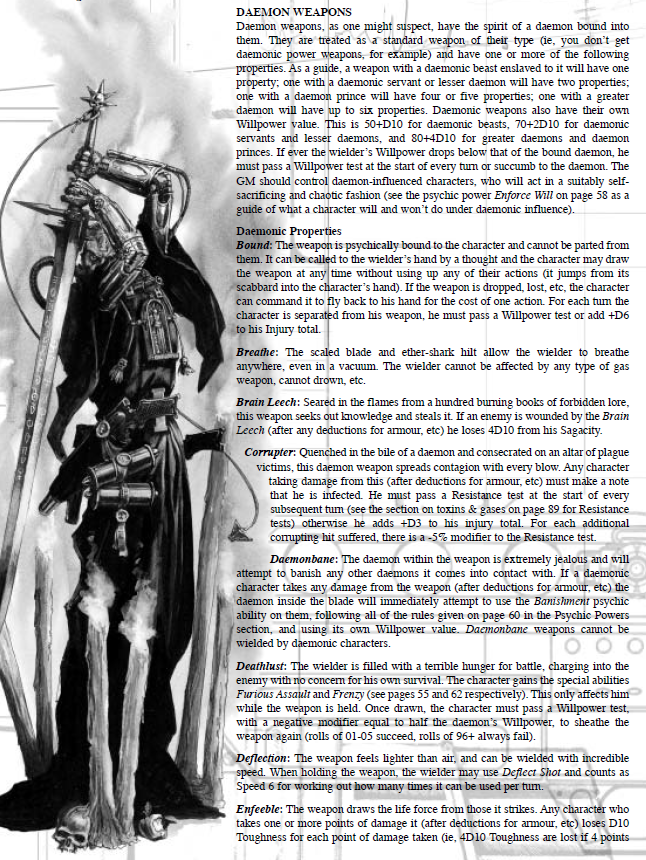 DAEMON WEAPONS
Daemon weapons, as one might suspect, have the spirit of a daemon bound into
them. They are treated as a standard weapon of their type (ie, you don't get
daemonic power weapons, for example) and have one or more of the following
properties. As a guide, a weapon with a daemonic beast enslaved to it will have one
property; one with a daemonic servant or lesser daemon will have two properties;
one with a daemon prince will have four or five properties; one with a greater
daemon will have up to six properties. Daemonic weapons also have their own
Willpower value. This is 50+D10 for daemonic beasts, 70+2D10 for daemonic
servants and lesser daemons, and 80+4D10 for greater daemons and daemon
princes. If ever the wielder's Willpower drops below that of the bound daemon, he
must pass a Willpower test at the start of every turn or succumb to the daemon. The
GM should control daemon-influenced characters, who will act in a suitably self-
sacrificing and chaotic fashion (see the psychic power Enforce Will on page 58 as a
guide of what a character will and won't do under daemonic influence).
Daemonic Properties
Bound: The weapon is psychically bound to the character and cannot be parted from
them. It can be called to the wielder's hand by a thought and the character may draw
the weapon at any time without using up any of their actions (it jumps from its
scabbard into the character's hand). If the weapon is dropped, lost, etc, the character
can command it to fly back to his hand for the cost of one action. For each turn the
character is separated from his weapon, he must pass a Willpower test or add +D6
to his Injury total.
Breathe: The scaled blade and ether-shark hilt allow the wielder to breathe
anywhere, even in a vacuum. The wielder cannot be affected by any type of gas
weapon, cannot drown, etc.
Brain Leech: Seared in the flames from a hundred burning books of forbidden lore,
this weapon seeks out knowledge and steals it. If an enemy is wounded by the Brain
Leech (after any deductions for armour, etc) he loses 4D10 from his Sagacity.
Corrupter: Quenched in the bile of a daemon and consecrated on an altar of plague
victims, this daemon weapon spreads contagion with every blow. Any character
taking damage from this (after deductions for armour, etc) must make a note
that he is infected. He must pass a Resistance test at the start of every
subsequent turn (see the section on toxins & gases on page 89 for Resistance
tests) otherwise he adds +D3 to his injury total. For each additional
corrupting hit suffered, there is a -5% modifier to the Resistance test.
Daemonbane: The daemon within the weapon is extremely jealous and will
attempt to banish any other daemons it comes into contact with. If a daemonic
character takes any damage from the weapon (after deductions for armour, etc) the
daemon inside the blade will immediately attempt to use the Banishment psychic
ability on them, following all of the rules given on page 60 in the Psychic Powers
section, and using its own Willpower value. Daemonbane weapons cannot be
wielded by daemonic characters.
Deathlust: The wielder is filled with a terrible hunger for battle, charging into the
enemy with no concern for his own survival. The character gains the special abilities
Furious Assault and Frenzy (see pages 55 and 62 respectively). This only affects him
while the weapon is held. Once drawn, the character must pass a Willpower test,
with a negative modifier equal to half the daemon's Willpower, to sheathe the
weapon again (rolls of 01-05 succeed, rolls of 96+ always fail).
Deflection: The weapon feels lighter than air, and can be wielded with incredible
speed. When holding the weapon, the wielder may use Deflect Shot and counts as
Speed 6 for working out how many times it can be used per turn.
Enfeeble: The weapon draws the life force from those it strikes. Any character who
takes one or more points of damage it (after deductions for armour, etc) loses D10
Toughness for each point of damage taken (ie, 4D10 Toughness are lost if 4 points